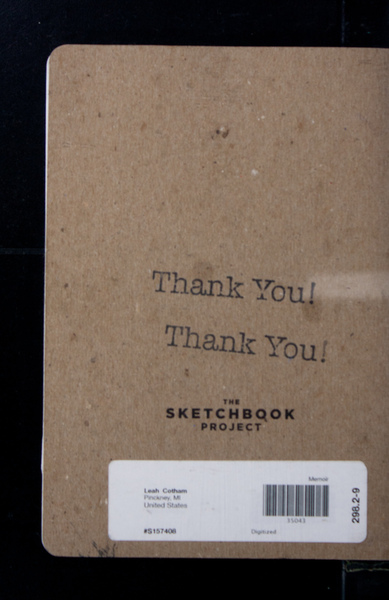 Thank You!
Thank You!
THE
SKETCHBOOK
PROJECT
Memoir
Leah Cotham
Pinckney, MI
United States
35043
#S157406
Digitized
298.2-9